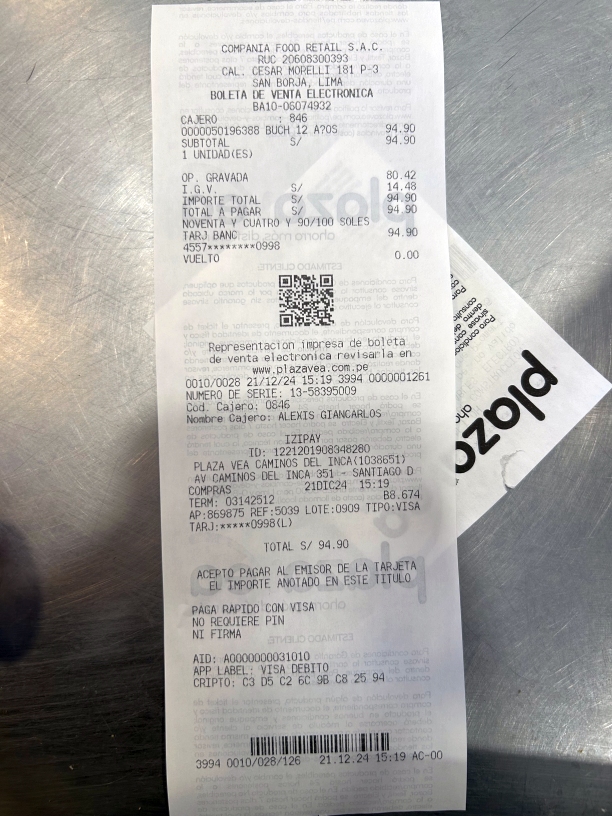 COMPANIA FOOD RETAIL S.A.C.
RUC 20608300393
CAL. CESAR MORELLI 181 P-3
SAN BORJA, LIMA
BOLETA DE VENTA ELECTRONICA
BA10-06074932
CAJERO : 846
0000050196388 BUCH 12 A?OS 94.90
SUBTOTAL S/ 94.90
1 UNIDAD(ES)
OP. GRAVADA 80.42
I.G.V. S/ 14.48
IMPORTE TOTAL S/ 94.90
TOTAL A PAGAR S/ 94.90
NOVENTA Y CUATRO Y 90/100 SOLES
TARJ BANC 94.90
4557********0998
VUELTO 0.00
Representacion impresa de boleta
de venta electronica revisarla en
www.plazavea.com.pe
0010/0028 21/12/24 15:19 3994 0000001261
NUMERO DE SERIE: 13-58395009
Cod. Cajero: 0846
Nombre Cajero: ALEXIS GIANCARLOS
IZIPAY
ID: 1221201908348280
PLAZA VEA CAMINOS DEL INCA(1038651)
AV CAMINOS DEL INCA 351 - SANTIAGO D
COMPRAS 21DIC24 15:19
TERM: 03142512 B8.674
AP:869875 REF:5039 LOTE:0909 TIPO:VISA
TARJ:*****0998(L)
TOTAL S/ 94.90
ACEPTO PAGAR AL EMISOR DE LA TARJETA
EL IMPORTE ANOTADO EN ESTE TITULO
PAGA RAPIDO CON VISA
NO REQUIERE PIN
NI FIRMA
AID: A0000000031010
APP LABEL: VISA DEBITO
CRIPTO: C3 D5 C2 6C 9B C8 25 94
3994 0010/028/126 21.12.24 15:19 AC-00
plaza